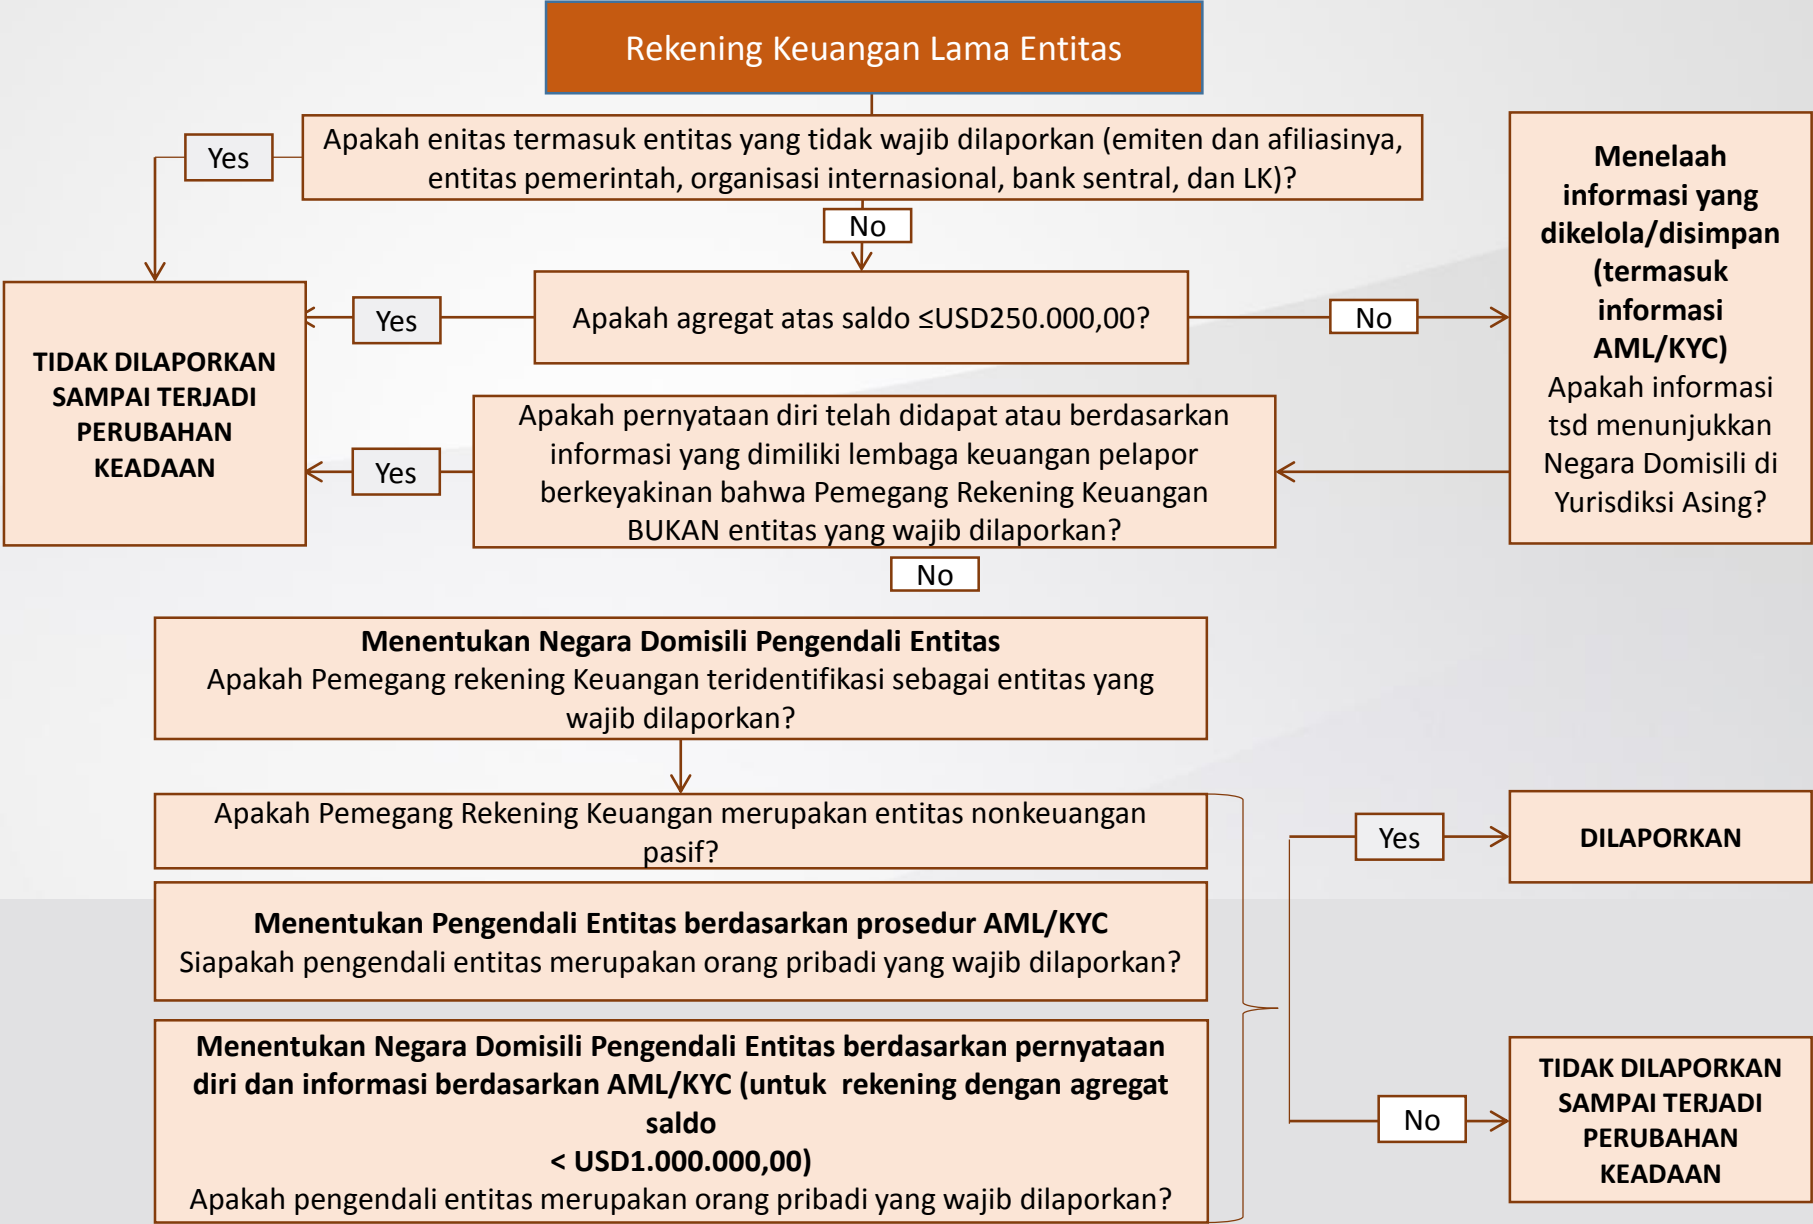 Rekening Keuangan Lama Entitas
Yes
Apakah enitas termasuk entitas yang tidak wajib dilaporkan (emiten dan afiliasinya,
entitas pemerintah, organisasi internasional, bank sentral, dan LK)?
No
Menelaah
informasi yang
dikelola/disimpan
(termasuk
informasi
AML/KYC)
Apakah informasi
tsd menunjukkan
Negara Domisili di
Yurisdiksi Asing?
TIDAK DILAPORKAN
SAMPAI TERJADI
PERUBAHAN
KEADAAN
Yes
Apakah agregat atas saldo ≤USD250.000,00?
No
Yes
Apakah pernyataan diri telah didapat atau berdasarkan
informasi yang dimiliki lembaga keuangan pelapor
berkeyakinan bahwa Pemegang Rekening Keuangan
BUKAN entitas yang wajib dilaporkan?
No
Menentukan Negara Domisili Pengendali Entitas
Apakah Pemegang rekening Keuangan teridentifikasi sebagai entitas yang
wajib dilaporkan?
Apakah Pemegang Rekening Keuangan merupakan entitas nonkeuangan
pasif?
Yes
DILAPORKAN
Menentukan Pengendali Entitas berdasarkan prosedur AML/KYC
Siapakah pengendali entitas merupakan orang pribadi yang wajib dilaporkan?
Menentukan Negara Domisili Pengendali Entitas berdasarkan pernyataan
diri dan informasi berdasarkan AML/KYC (untuk rekening dengan agregat
saldo
< USD1.000.000,00)
Apakah pengendali entitas merupakan orang pribadi yang wajib dilaporkan?
No
TIDAK DILAPORKAN
SAMPAI TERJADI
PERUBAHAN
KEADAAN